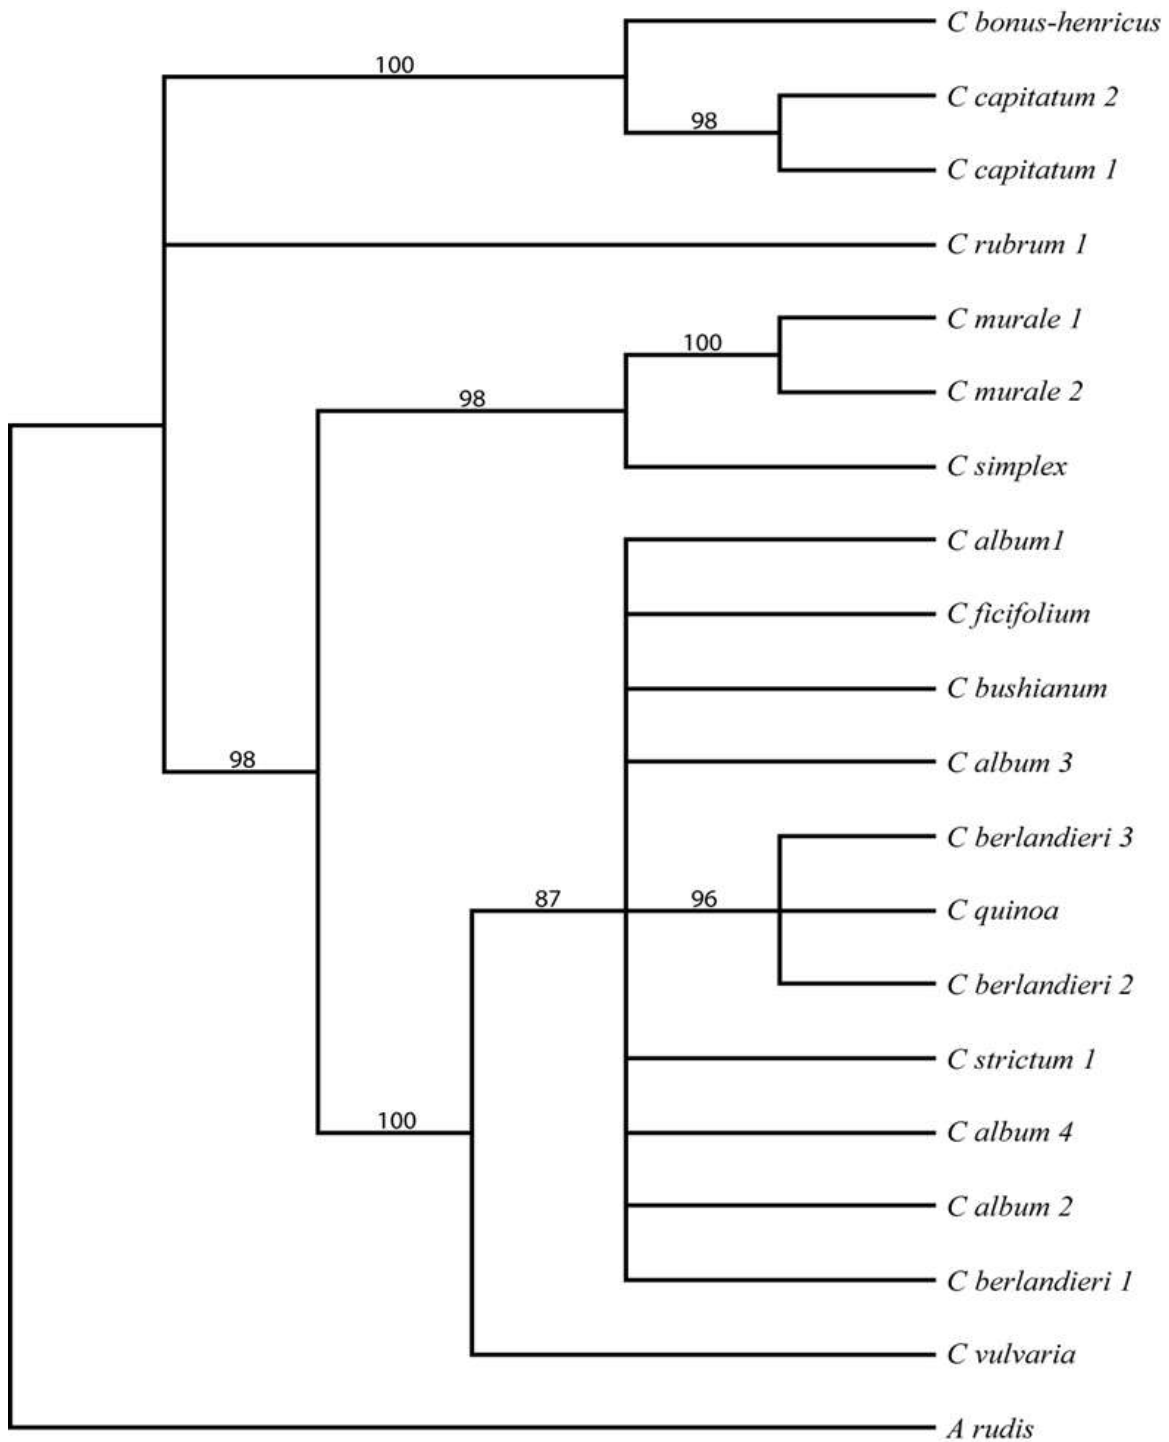 C bonus-henricus
100
C capitatum 2
98
C capitatum 1
C rubrum 1
C murale 1
100
C murale 2
98
C simplex
C album1
C ficifolium
C bushianum
98
C album 3
C berlandieri 3
87
96
C quinoa
C berlandieri 2
C strictum 1
100
C album 4
C album 2
C berlandieri 1
C vulvaria
A rudis